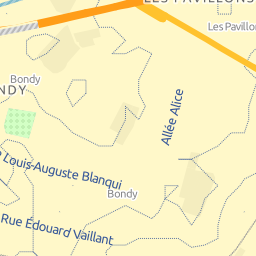 LES PAVILLONS
Les Pavillon
Bondy
NDY
Allée Alice
Louis-Auguste Blanqui
Bondy
Rue Édouard Vaillant